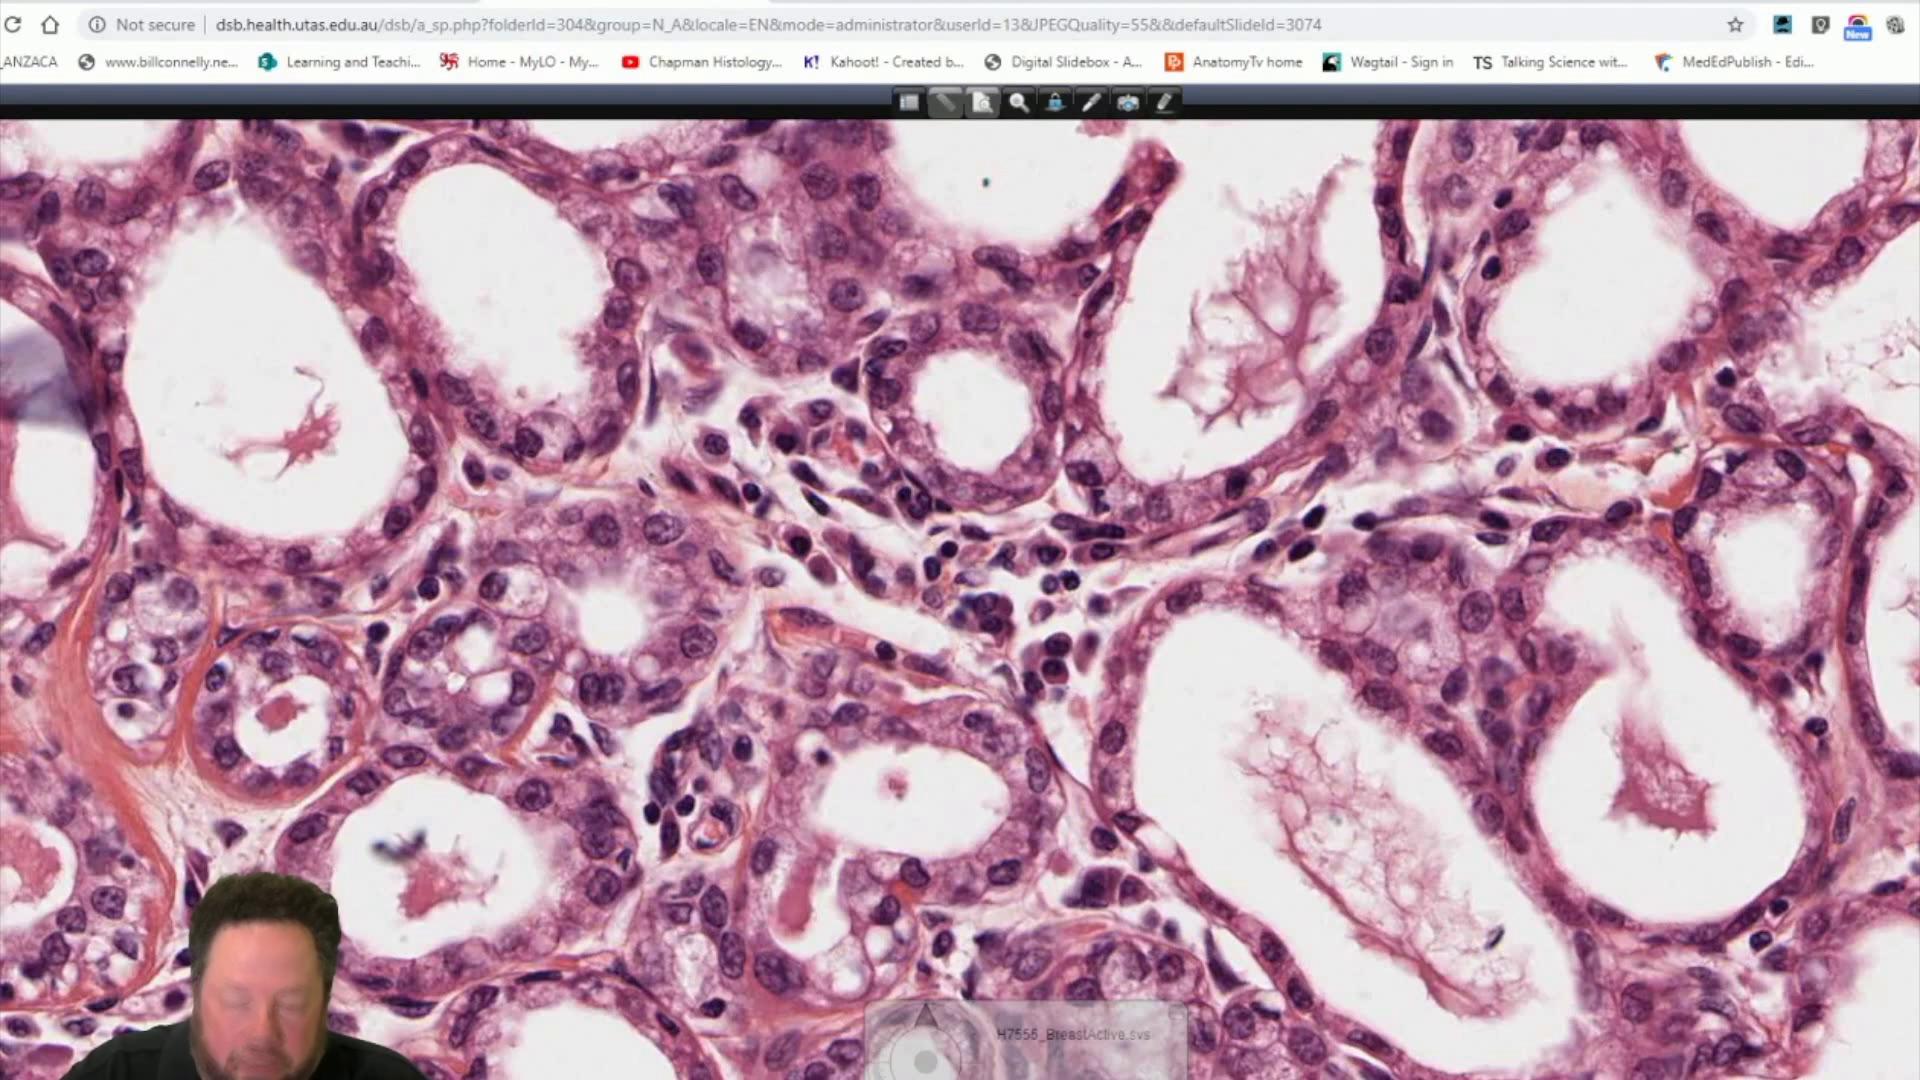 Not secure dsb.health.utas.edu.au/dsb/a_sp.php?folderId=304&group=N_A&locale=EN&mode=administrator&userId=13&JPEGQuality=55&&defaultSlideId=3074
New
ANZACA www.billconnelly.ne... Learning and Teachi... Home - MyLO - My... Chapman Histology... K! Kahoot! - Created b... Digital Slidebox - A... AnatomyTv home Wagtail - Sign in TS Talking Science wit... MedEdPublish - Edi...
H7555_BreastActive.svs